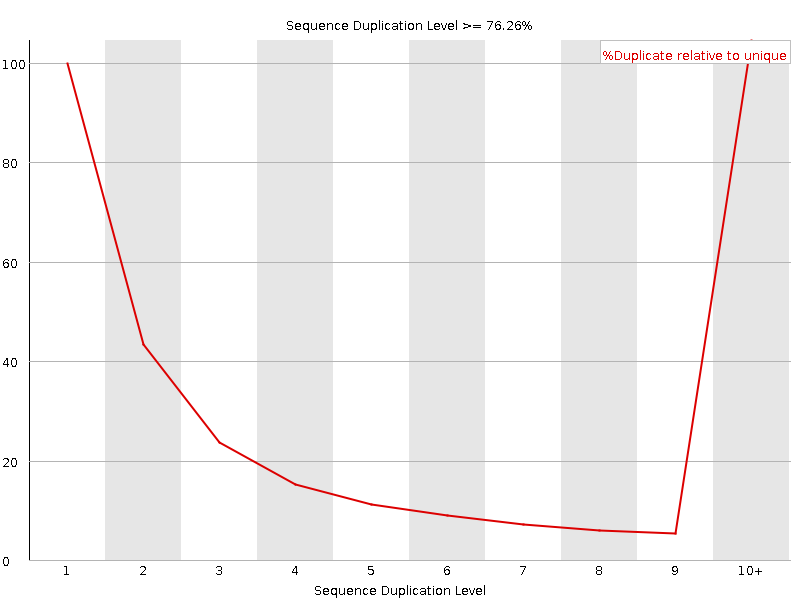 Sequence Duplication Level >= 76.26%
%Duplicate relative to unique
100
80
60
40
20
0
1 2 3 4 5 6 7 8 9 10+
Sequence Duplication Level